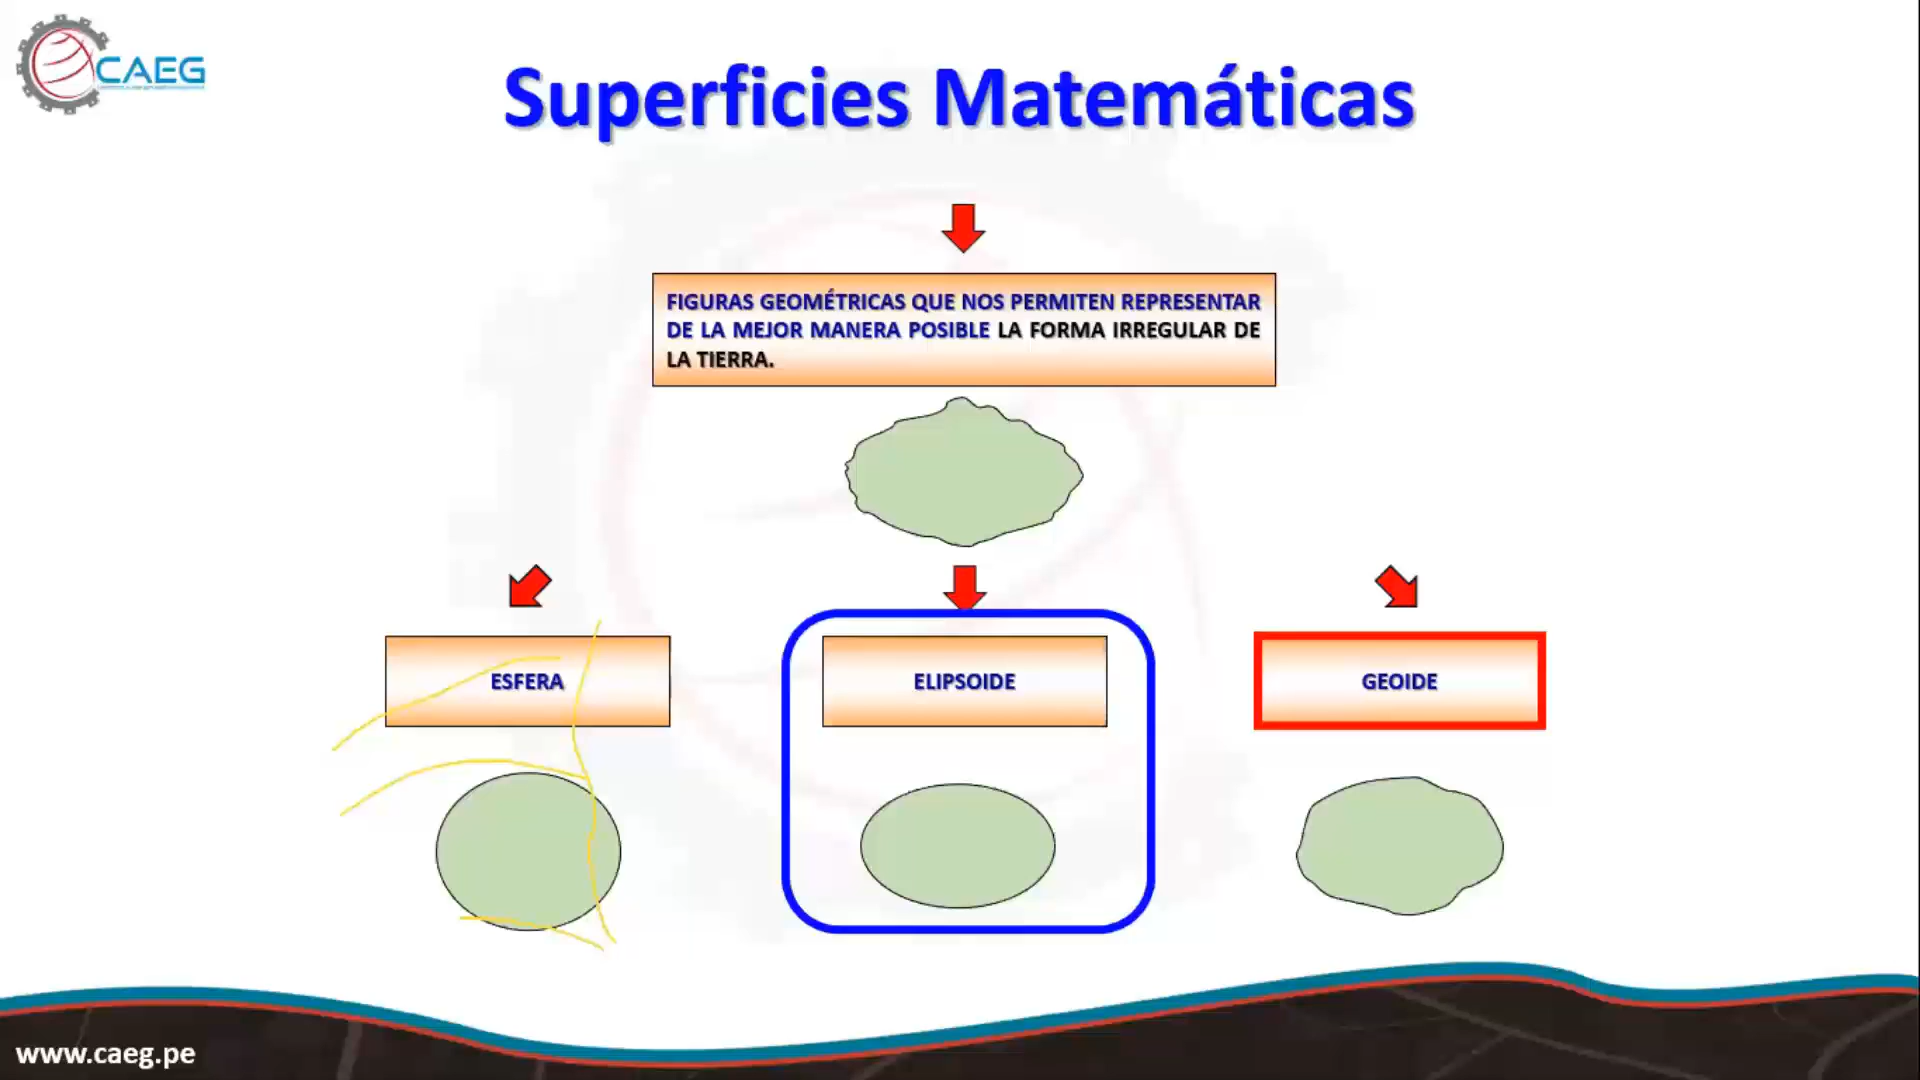 CAEG
Superficies Matemáticas
FIGURAS GEOMÉTRICAS QUE NOS PERMITEN REPRESENTAR
DE LA MEJOR MANERA POSIBLE LA FORMA IRREGULAR DE
LA TIERRA.
ESFERA
ELIPSOIDE
GEOIDE
www.caeg.pe